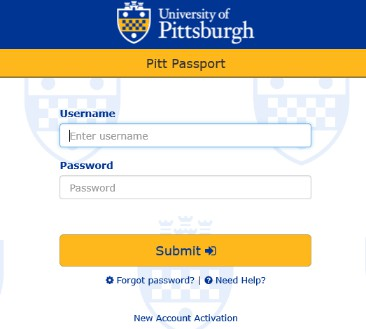 University of
Pittsburgh
Pitt Passport
Username
Enter username
Password
Password
Submit
Forgot password? | Need Help?
New Account Activation